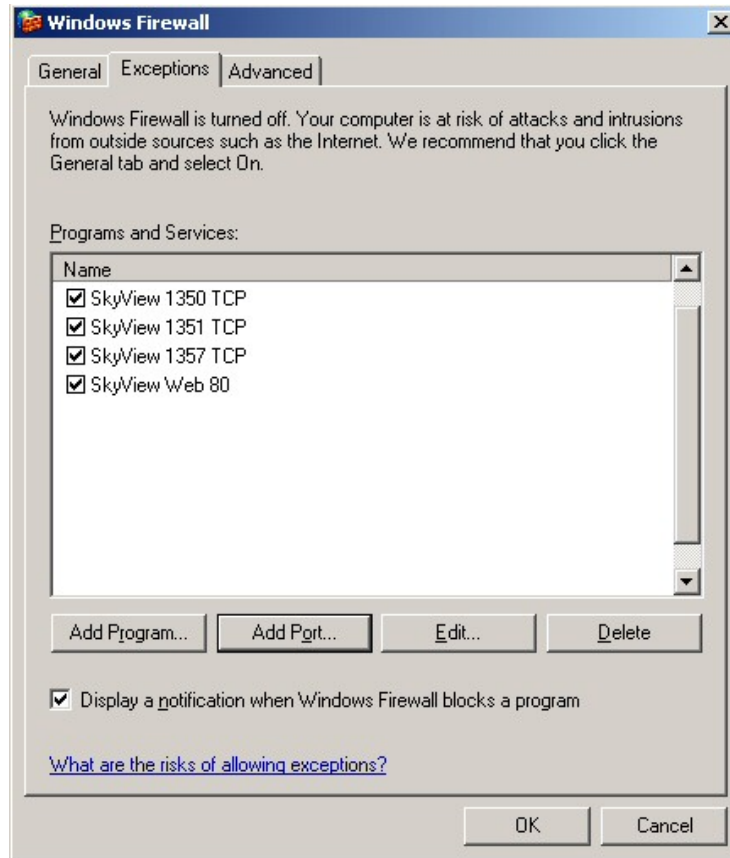 Windows Firewall
General Exceptions Advanced
Windows Firewall is turned off. Your computer is at risk of attacks and intrusions
from outside sources such as the Internet. We recommend that you click the
General tab and select On.
Programs and Services:
Name
SkyView 1350 TCP
SkyView 1351 TCP
SkyView 1357 TCP
SkyView Web 80
Add Program... Add Port... Edit... Delete
Display a notification when Windows Firewall blocks a program
What are the risks of allowing exceptions?
OK Cancel